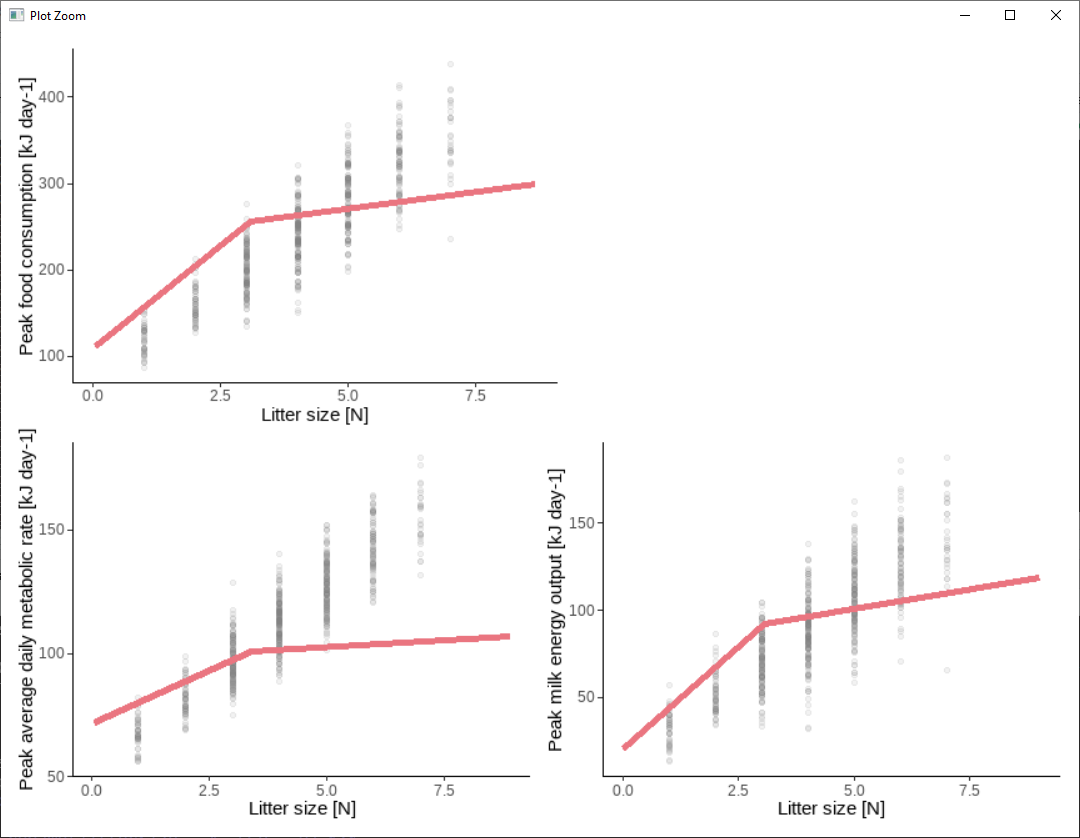 Plot Zoom
Peak food consumption [kJ day-1]
400
300
200
100
0.0 2.5 5.0 7.5
Litter size [N]
Peak average daily metabolic rate [kJ day-1]
150
100
50
0.0 2.5 5.0 7.5
Litter size [N]
Peak milk energy output [kJ day-1]
150
100
50
0.0 2.5 5.0 7.5
Litter size [N]